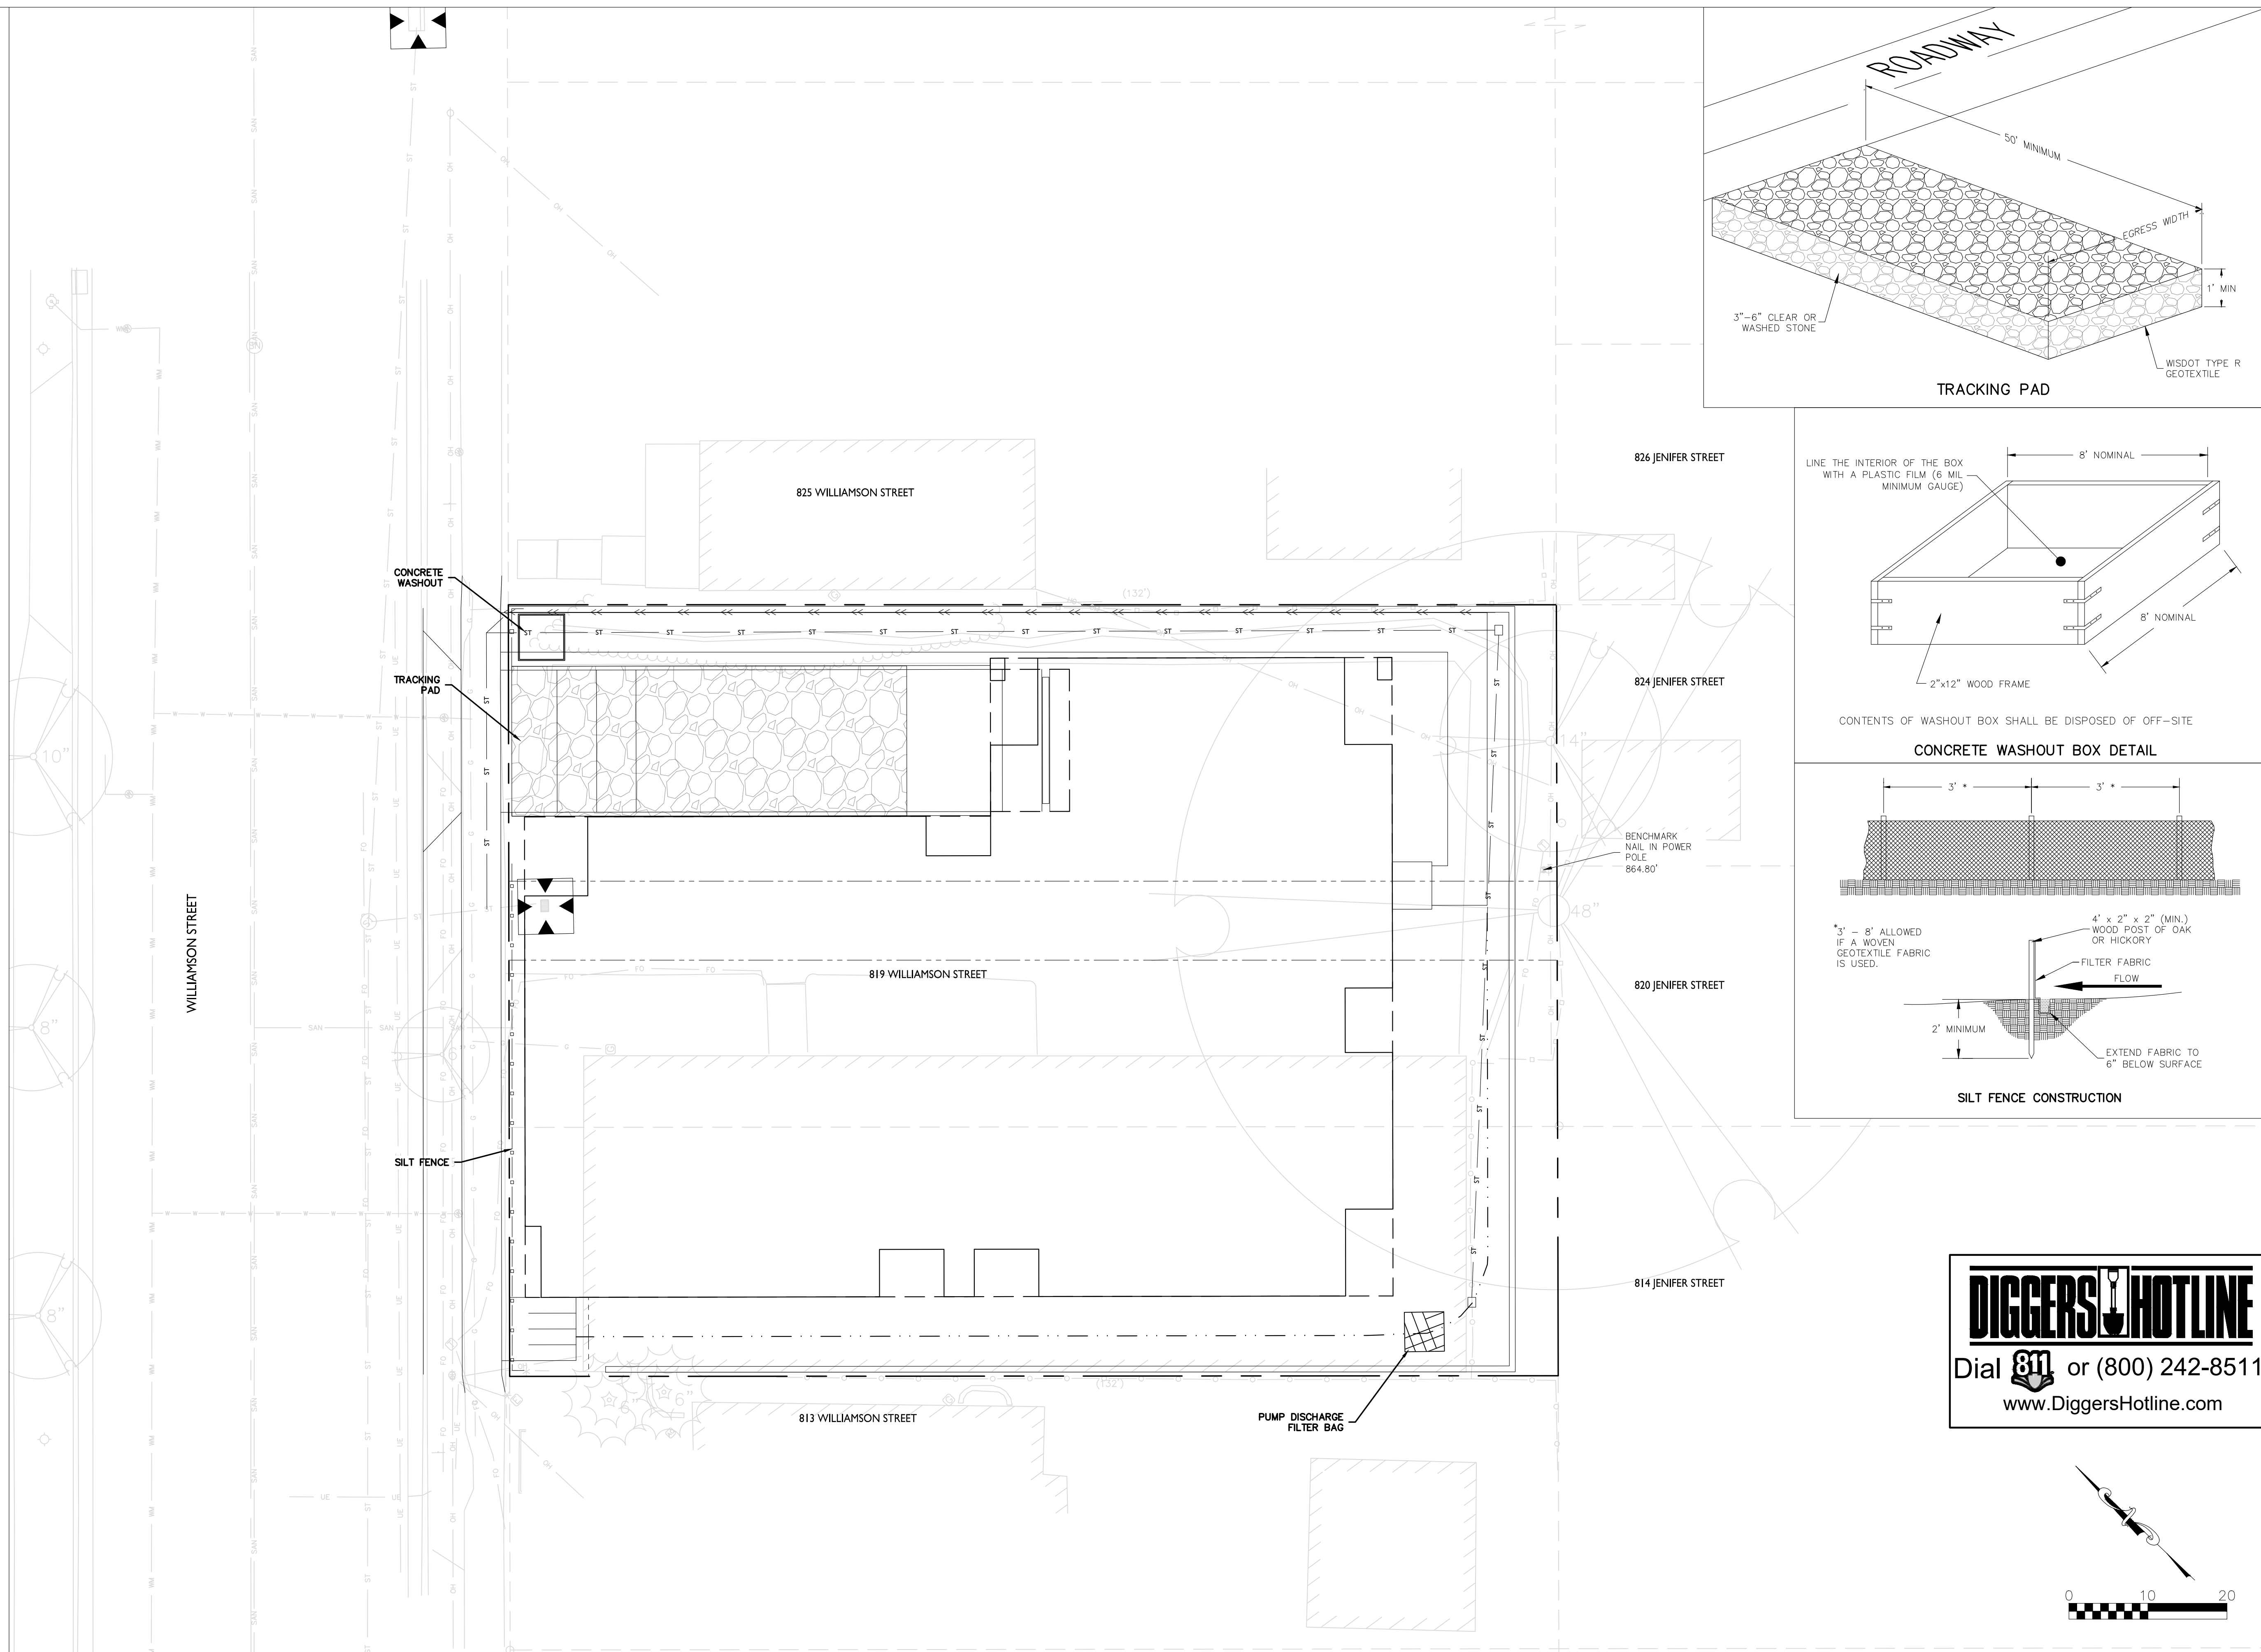 ROADWAY
50' MINIMUM
EGRESS WIDTH
1' MIN
3"-6" CLEAR OR
WASHED STONE
WISDOT TYPE R
GEOTEXTILE
TRACKING PAD
LINE THE INTERIOR OF THE BOX
WITH A PLASTIC FILM (6 MIL
MINIMUM GAUGE)
8' NOMINAL
8' NOMINAL
2"x12" WOOD FRAME
CONTENTS OF WASHOUT BOX SHALL BE DISPOSED OF OFF-SITE
CONCRETE WASHOUT BOX DETAIL
3' *
3' *
*3' - 8' ALLOWED
IF A WOVEN
GEOTEXTILE FABRIC
IS USED.
4' x 2" x 2" (MIN.)
WOOD POST OF OAK
OR HICKORY
FILTER FABRIC
FLOW
2' MINIMUM
EXTEND FABRIC TO
6" BELOW SURFACE
SILT FENCE CONSTRUCTION
826 JENIFER STREET
825 WILLIAMSON STREET
CONCRETE
WASHOUT
(132')
TRACKING
PAD
824 JENIFER STREET
10"
14"
BENCHMARK
NAIL IN POWER
POLE
864.80'
48"
WILLIAMSON STREET
819 WILLIAMSON STREET
820 JENIFER STREET
8"
SILT FENCE
814 JENIFER STREET
8"
(132')
6"
813 WILLIAMSON STREET
PUMP DISCHARGE
FILTER BAG
DIGGERS HOTLINE
Dial 811 or (800) 242-8511
www.DiggersHotline.com
0 10 20